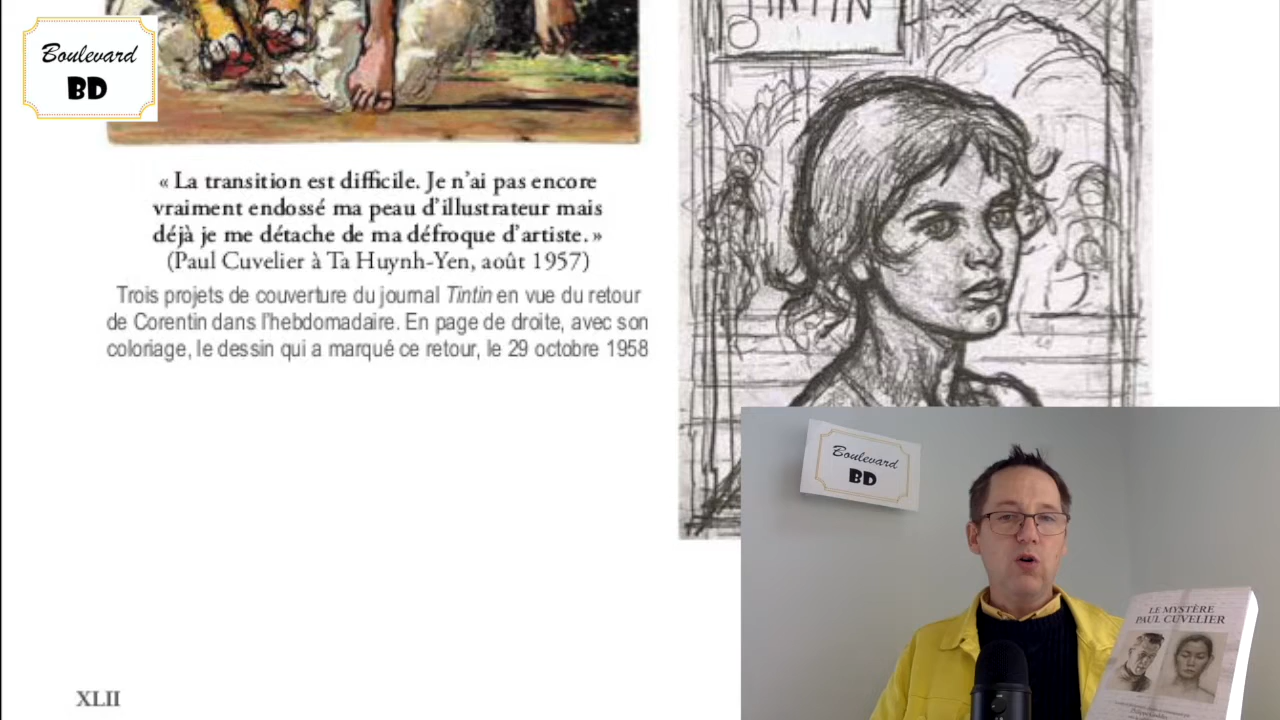 Boulevard
BD
TINTIN
« La transition est difficile. Je n'ai pas encore
vraiment endossé ma peau d'illustrateur mais
déjà je me détache de ma défroque d'artiste. »
(Paul Cuvelier à Ta Huynh-Yen, août 1957)
Trois projets de couverture du journal Tintin en vue du retour
de Corentin dans l'hebdomadaire. En page de droite, avec son
coloriage, le dessin qui a marqué ce retour, le 29 octobre 1958
Boulevard
BD
LE MYSTÈRE
PAUL CUVELIER
XLII